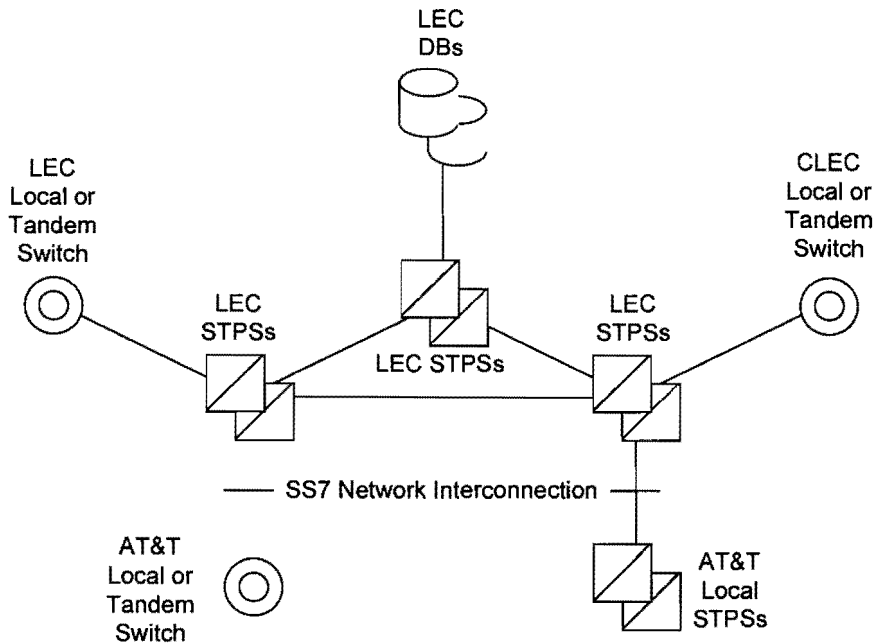 LEC
DBs
LEC
Local or
Tandem
Switch
CLEC
Local or
Tandem
Switch
LEC
STPSs
LEC
STPSs
LEC STPSs
SS7 Network Interconnection
AT&T
Local or
Tandem
Switch
AT&T
Local
STPSs